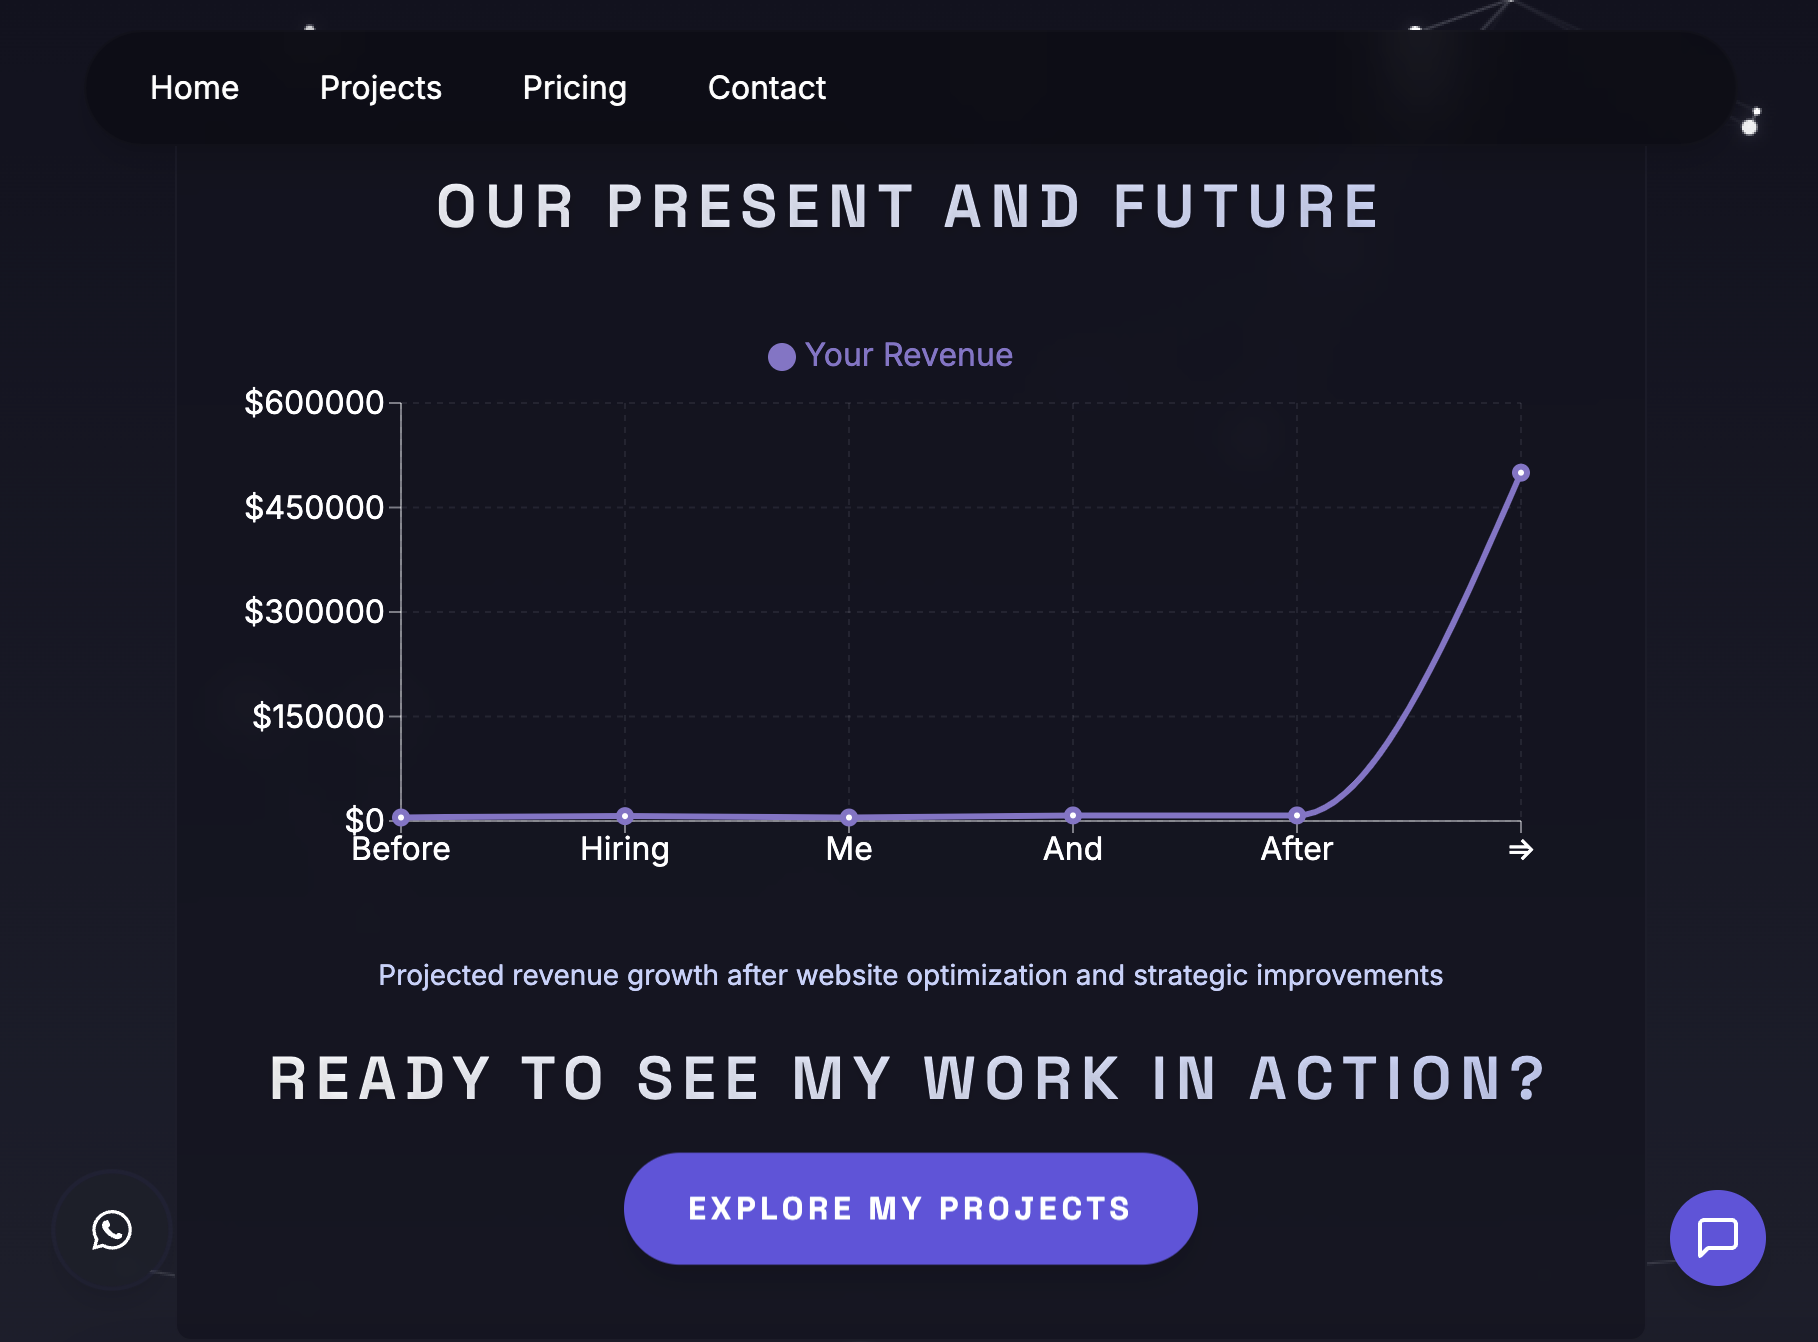 Home Projects Pricing Contact
OUR PRESENT AND FUTURE
Your Revenue
$600000
$450000
$300000
$150000
$0
Before Hiring Me And After ⇒
Projected revenue growth after website optimization and strategic improvements
READY TO SEE MY WORK IN ACTION?
EXPLORE MY PROJECTS